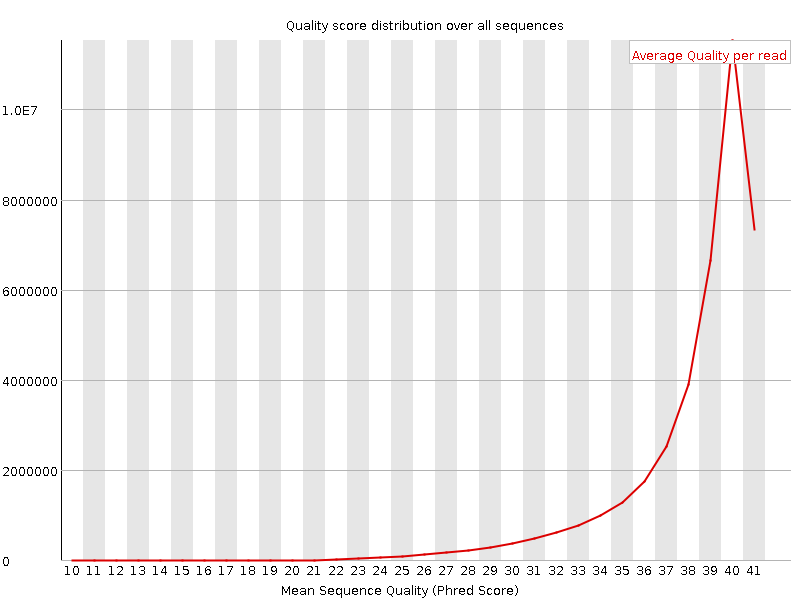 Quality score distribution over all sequences
Average Quality per read
1.0E7
8000000
6000000
4000000
2000000
0
10 11 12 13 14 15 16 17 18 19 20 21 22 23 24 25 26 27 28 29 30 31 32 33 34 35 36 37 38 39 40 41
Mean Sequence Quality (Phred Score)